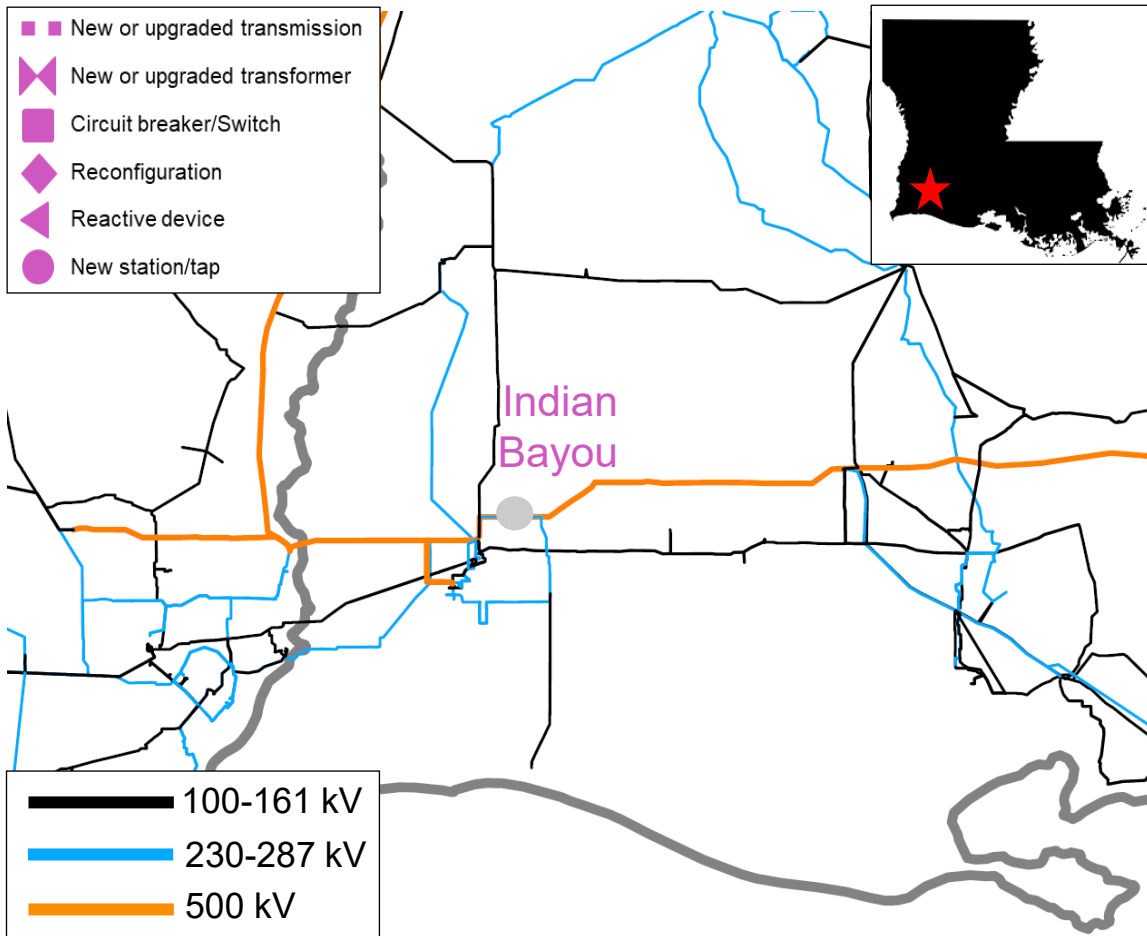 New or upgraded transmission
New or upgraded transformer
Circuit breaker/Switch
Reconfiguration
Reactive device
New station/tap
Indian
Bayou
100-161 kV
230-287 kV
500 kV